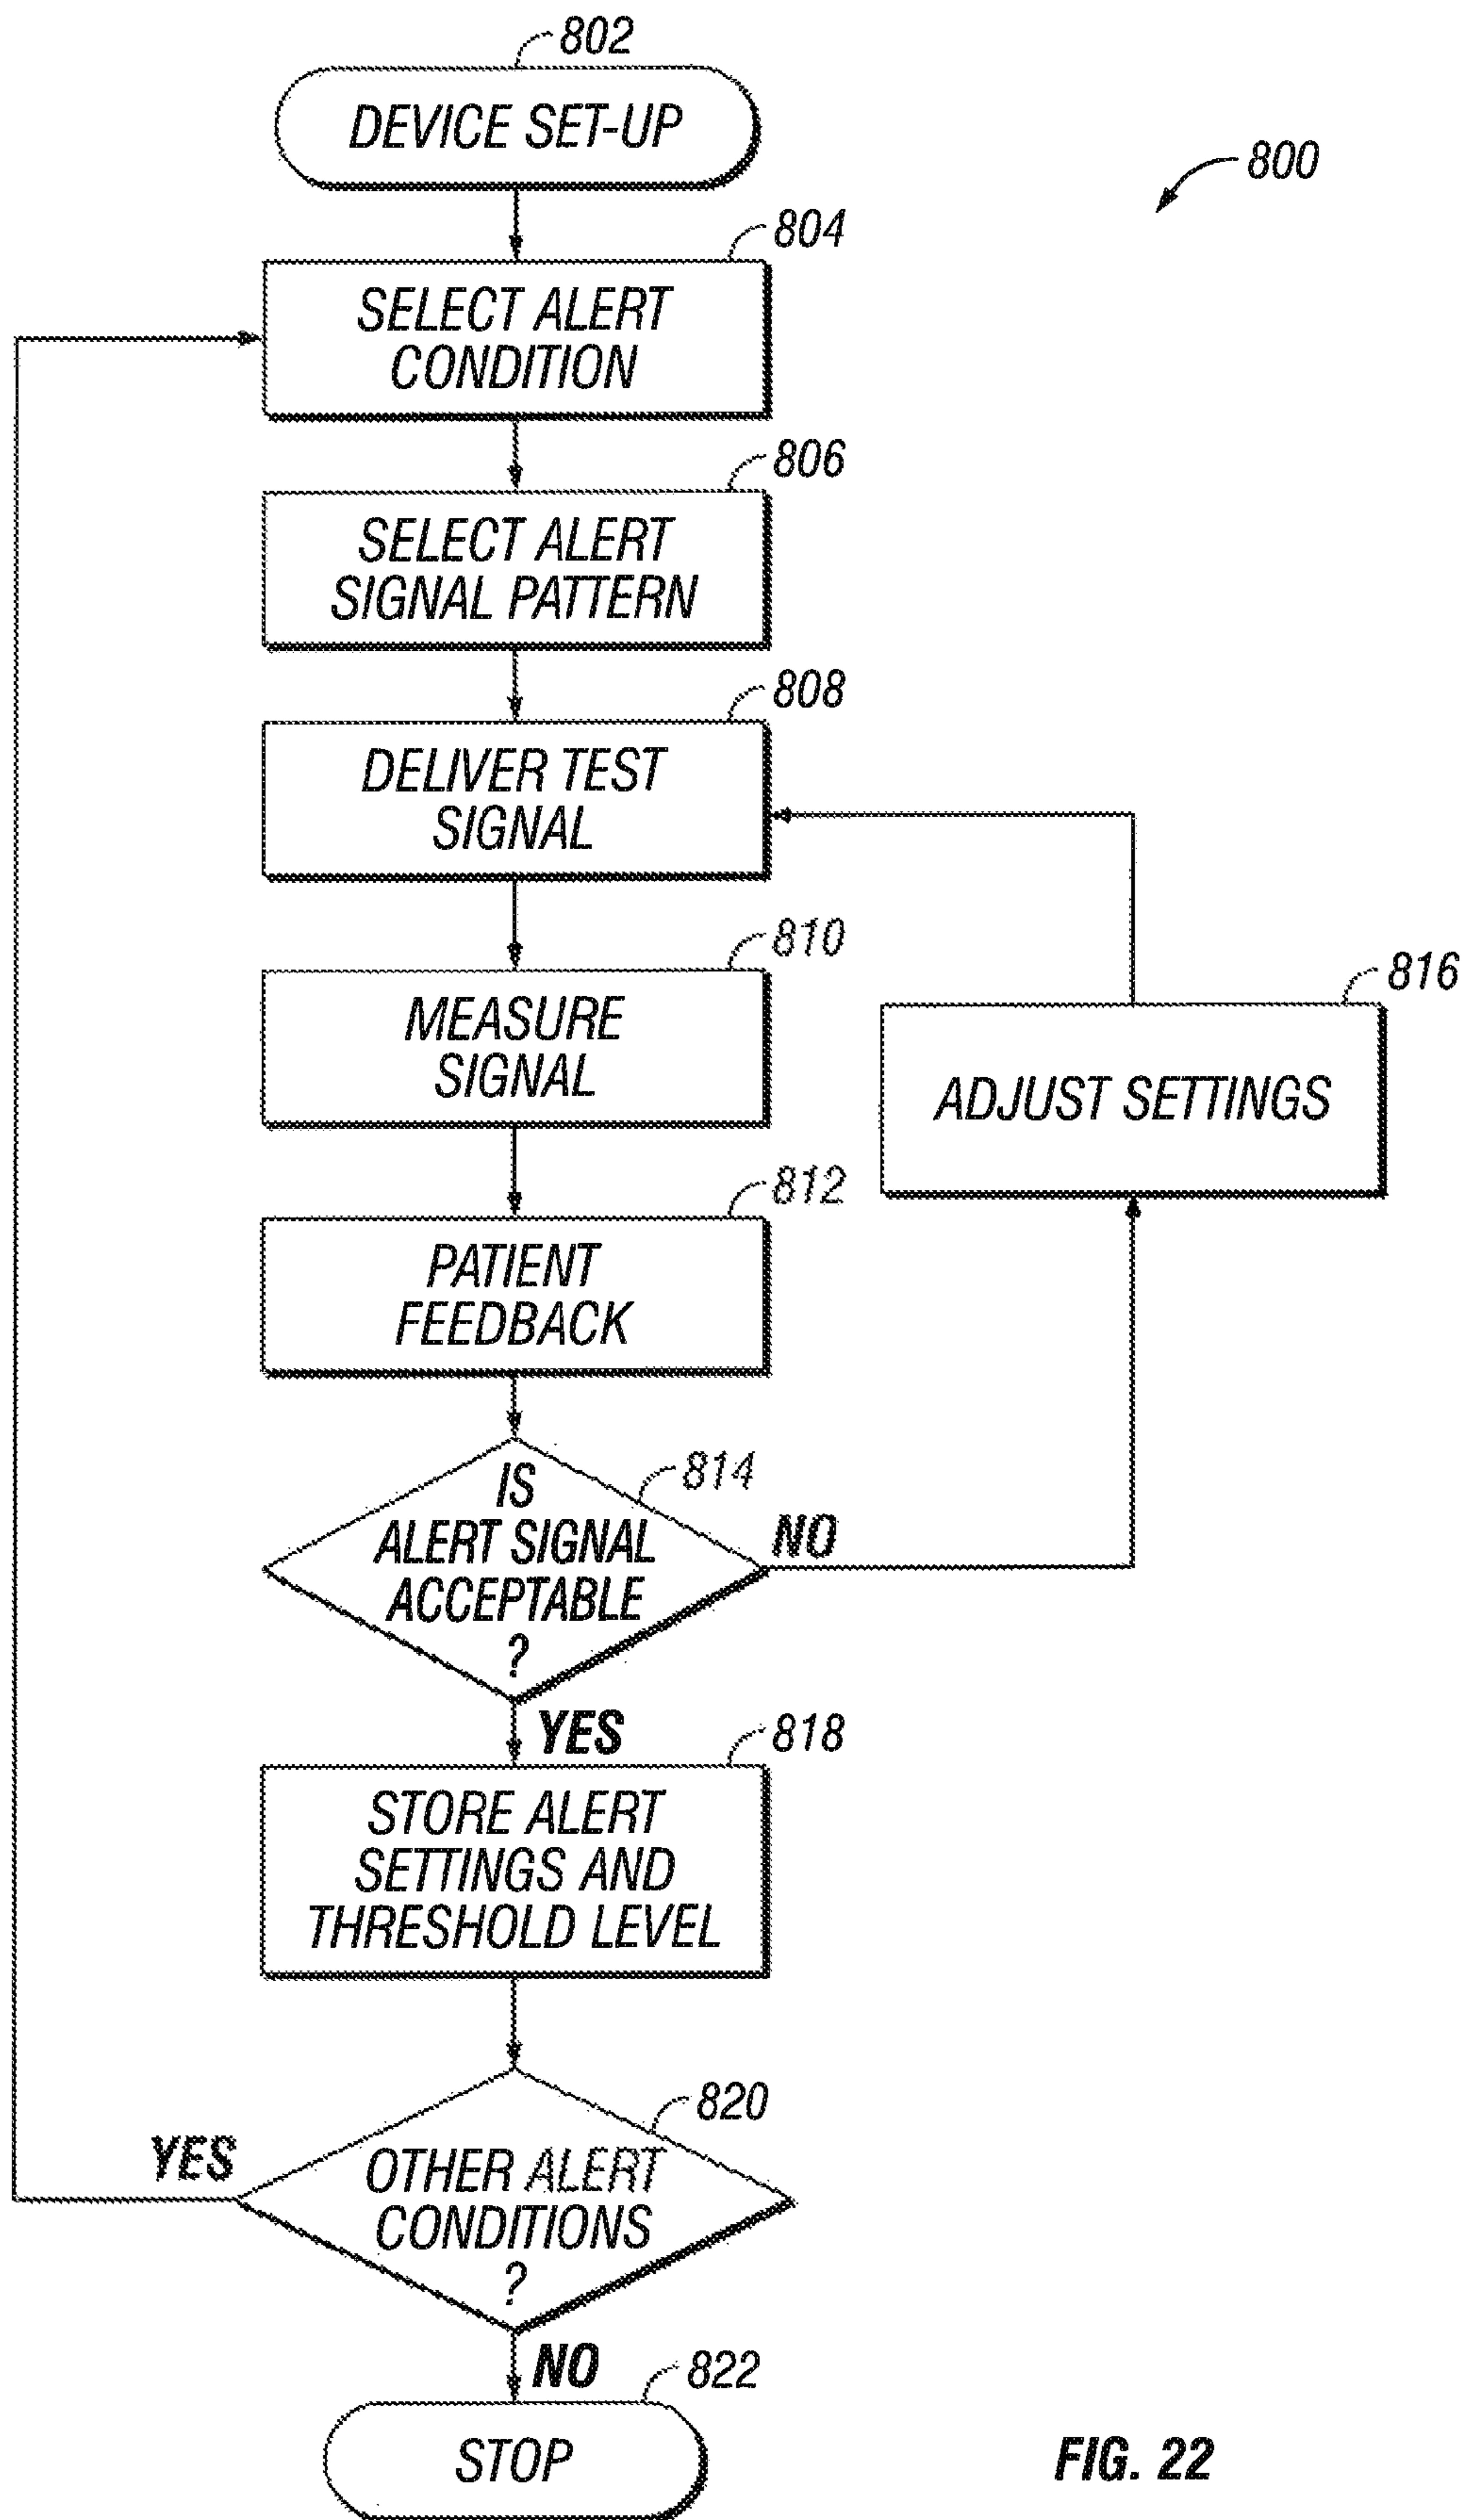 802
DEVICE SET-UP
800
804
SELECT ALERT
CONDITION
806
SELECT ALERT
SIGNAL PATTERN
808
DELIVER TEST
SIGNAL
810
MEASURE
SIGNAL
816
ADJUST SETTINGS
812
PATIENT
FEEDBACK
814
IS
ALERT SIGNAL
ACCEPTABLE
?
NO
YES
818
STORE ALERT
SETTINGS AND
THRESHOLD LEVEL
820
YES
OTHER ALERT
CONDITIONS
?
NO
822
STOP
FIG. 22